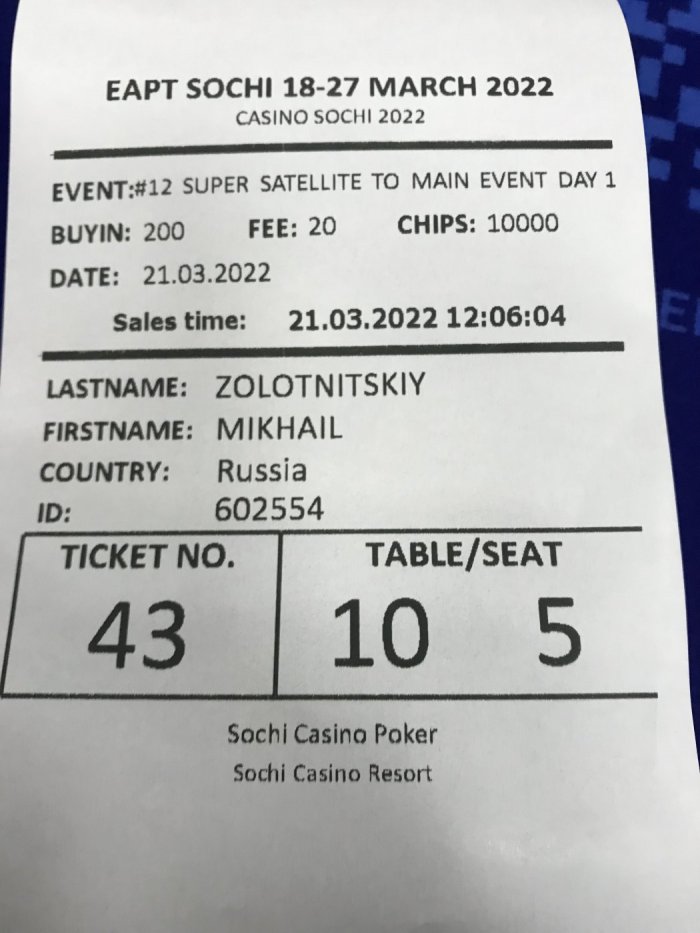 EAPT SOCHI 18-27 MARCH 2022
CASINO SOCHI 2022
EVENT:#12 SUPER SATELLITE TO MAIN EVENT DAY 1
BUYIN: 200 FEE: 20 CHIPS: 10000
DATE: 21.03.2022
Sales time: 21.03.2022 12:06:04
LASTNAME: ZOLOTNITSKIY
FIRSTNAME: MIKHAIL
COUNTRY: Russia
ID: 602554
TICKET NO. TABLE/SEAT
43 10 5
Sochi Casino Poker
Sochi Casino Resort